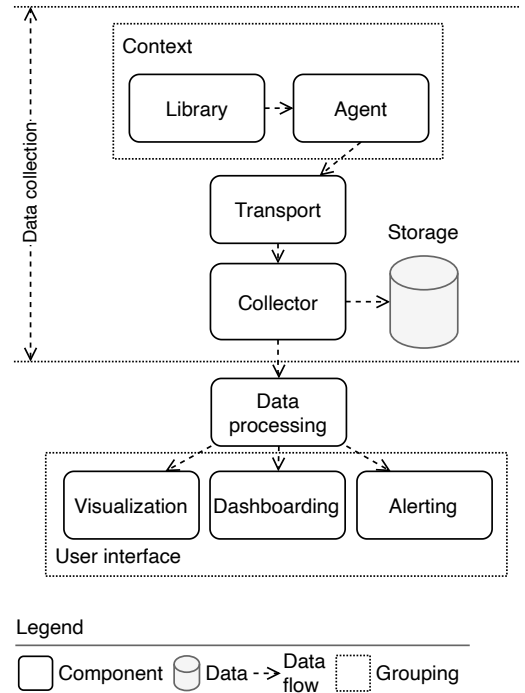 Context
Library
Agent
Data collection
Transport
Storage
Collector
Data
processing
Visualization
Dashboarding
Alerting
User interface
Legend
Component
Data
Data
flow
Grouping